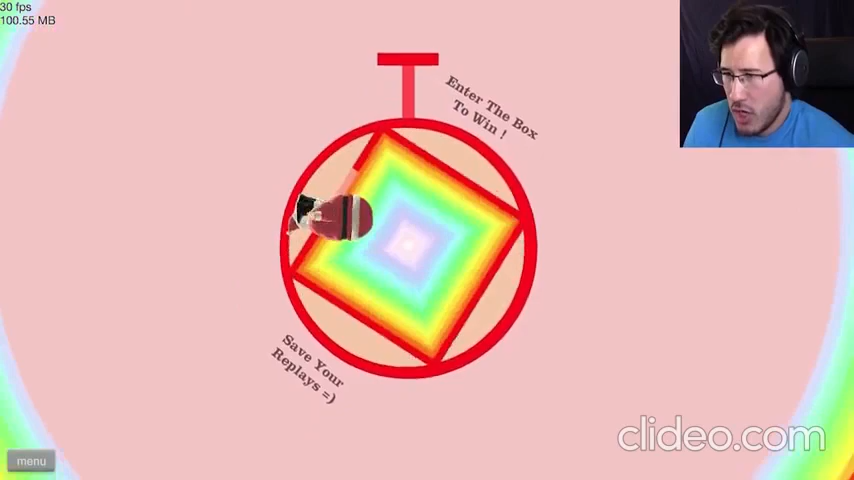 30 fps
100.55 MB
Enter The Box
To Win !
Save Your
Replays =)
menu
clideo.com